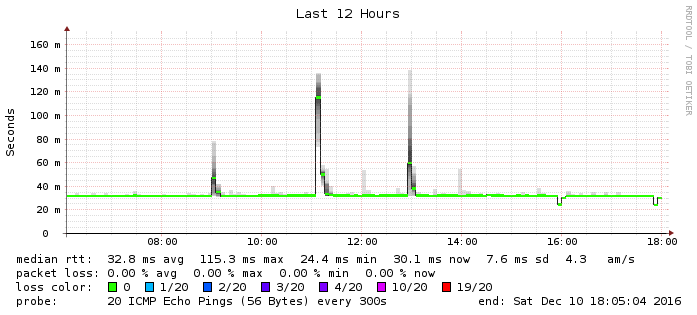 Last 12 Hours
RRDTOOL / TOBI OETIKER
Seconds
160 m
140 m
120 m
100 m
80 m
60 m
40 m
20 m
0
08:00 10:00 12:00 14:00 16:00 18:00
median rtt: 32.8 ms avg 115.3 ms max 24.4 ms min 30.1 ms now 7.6 ms sd 4.3 am/s
packet loss: 0.00 % avg 0.00 % max 0.00 % min 0.00 % now
loss color: 0 1/20 2/20 3/20 4/20 10/20 19/20
probe: 20 ICMP Echo Pings (56 Bytes) every 300s end: Sat Dec 10 18:05:04 2016